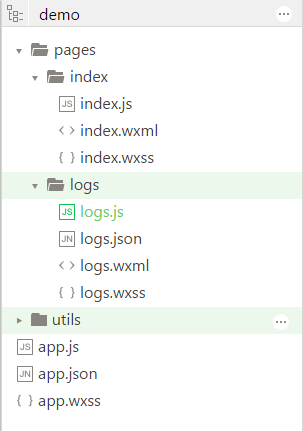 demo
pages
index
JS index.js
index.wxml
{ } index.wxss
logs
JS logs.js
JN logs.json
logs.wxml
{ } logs.wxss
utils
JS app.js
JN app.json
{ } app.wxss